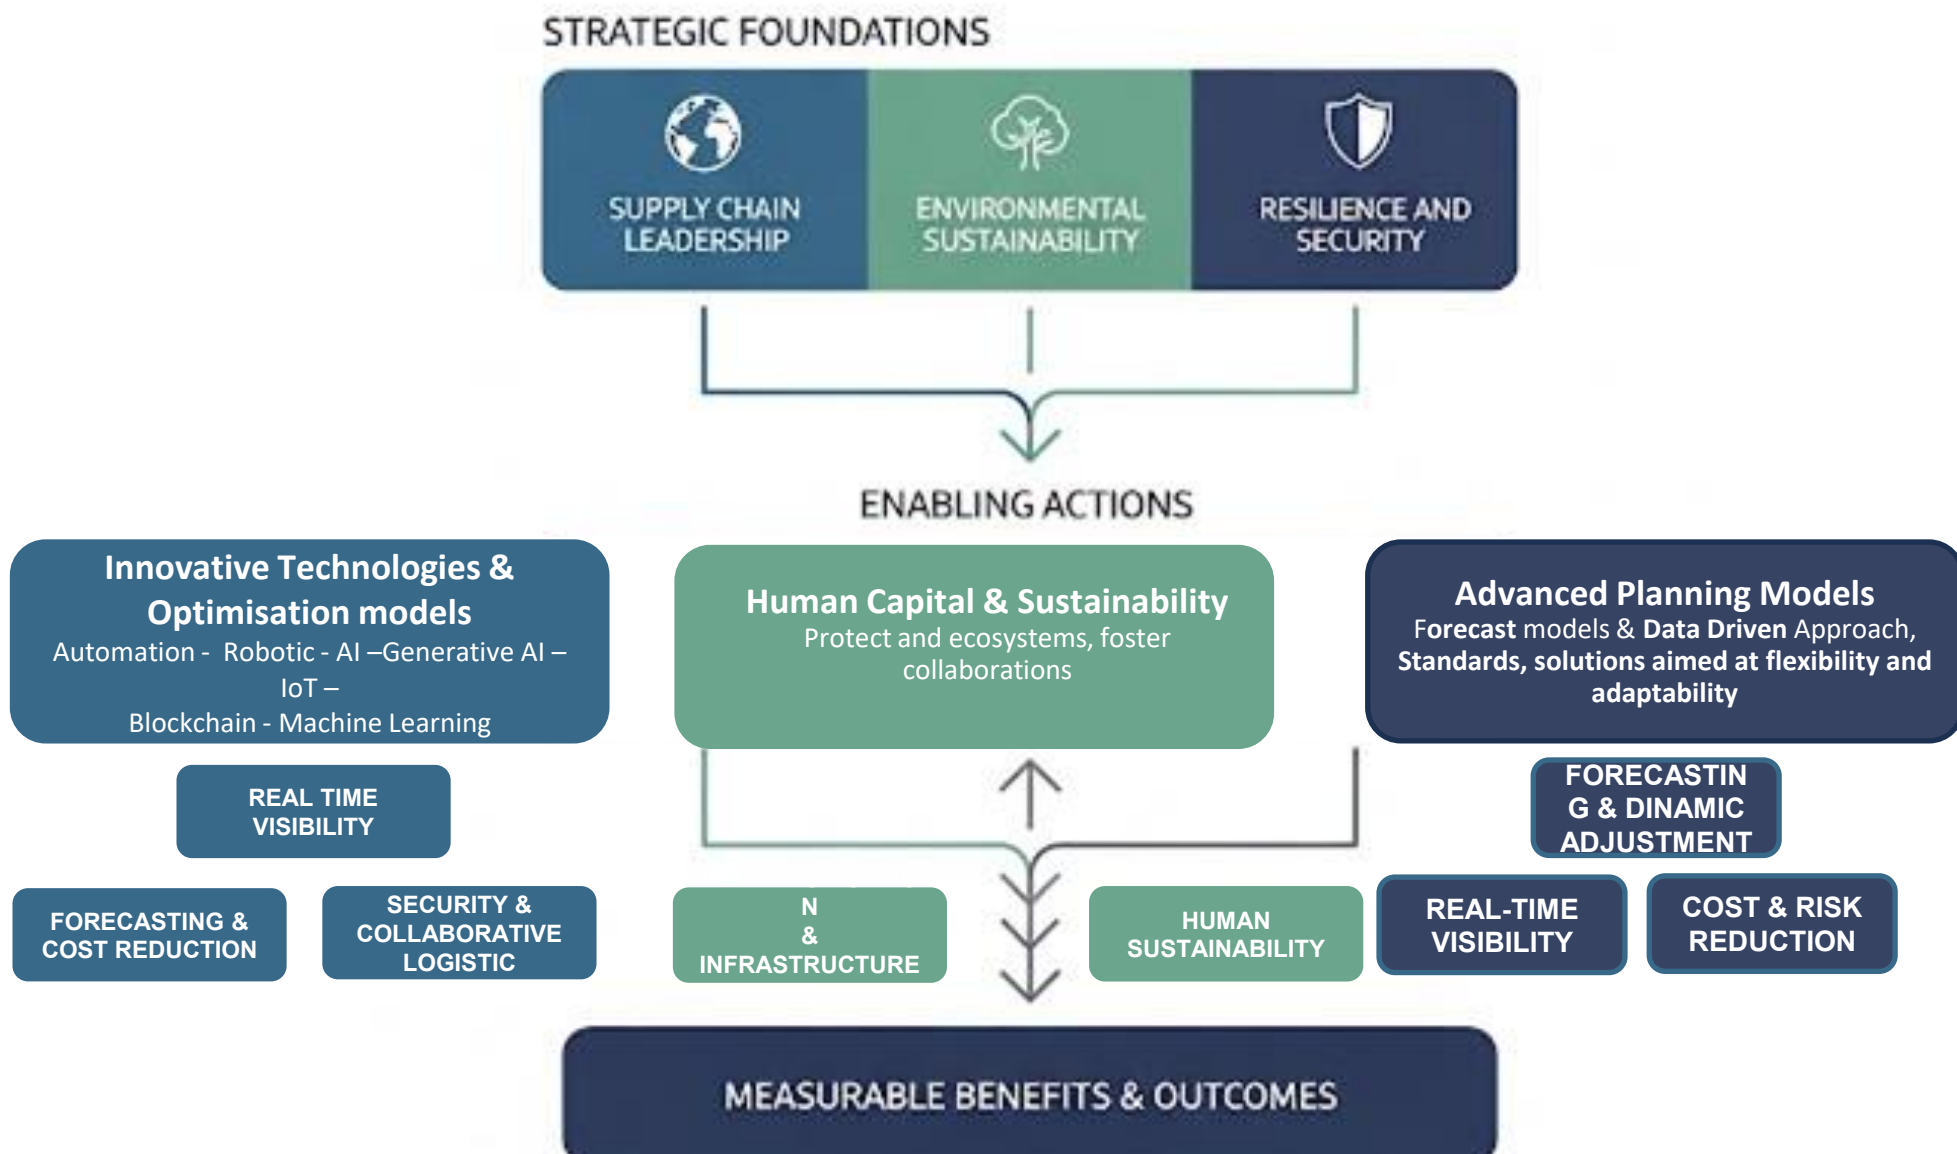 STRATEGIC FOUNDATIONS
SUPPLY CHAIN
LEADERSHIP
ENVIRONMENTAL
SUSTAINABILITY
RESILIENCE AND
SECURITY
ENABLING ACTIONS
Innovative Technologies &
Optimisation models
Automation - Robotic - AI –Generative AI –
IoT –
Blockchain - Machine Learning
Human Capital & Sustainability
Protect and ecosystems, foster
collaborations
Advanced Planning Models
Forecast models & Data Driven Approach,
Standards, solutions aimed at flexibility and
adaptability
REAL TIME
VISIBILITY
FORECASTING &
COST REDUCTION
SECURITY &
COLLABORATIVE
LOGISTIC
N
&
INFRASTRUCTURE
HUMAN
SUSTAINABILITY
FORECASTIN
G & DINAMIC
ADJUSTMENT
REAL-TIME
VISIBILITY
COST & RISK
REDUCTION
MEASURABLE BENEFITS & OUTCOMES